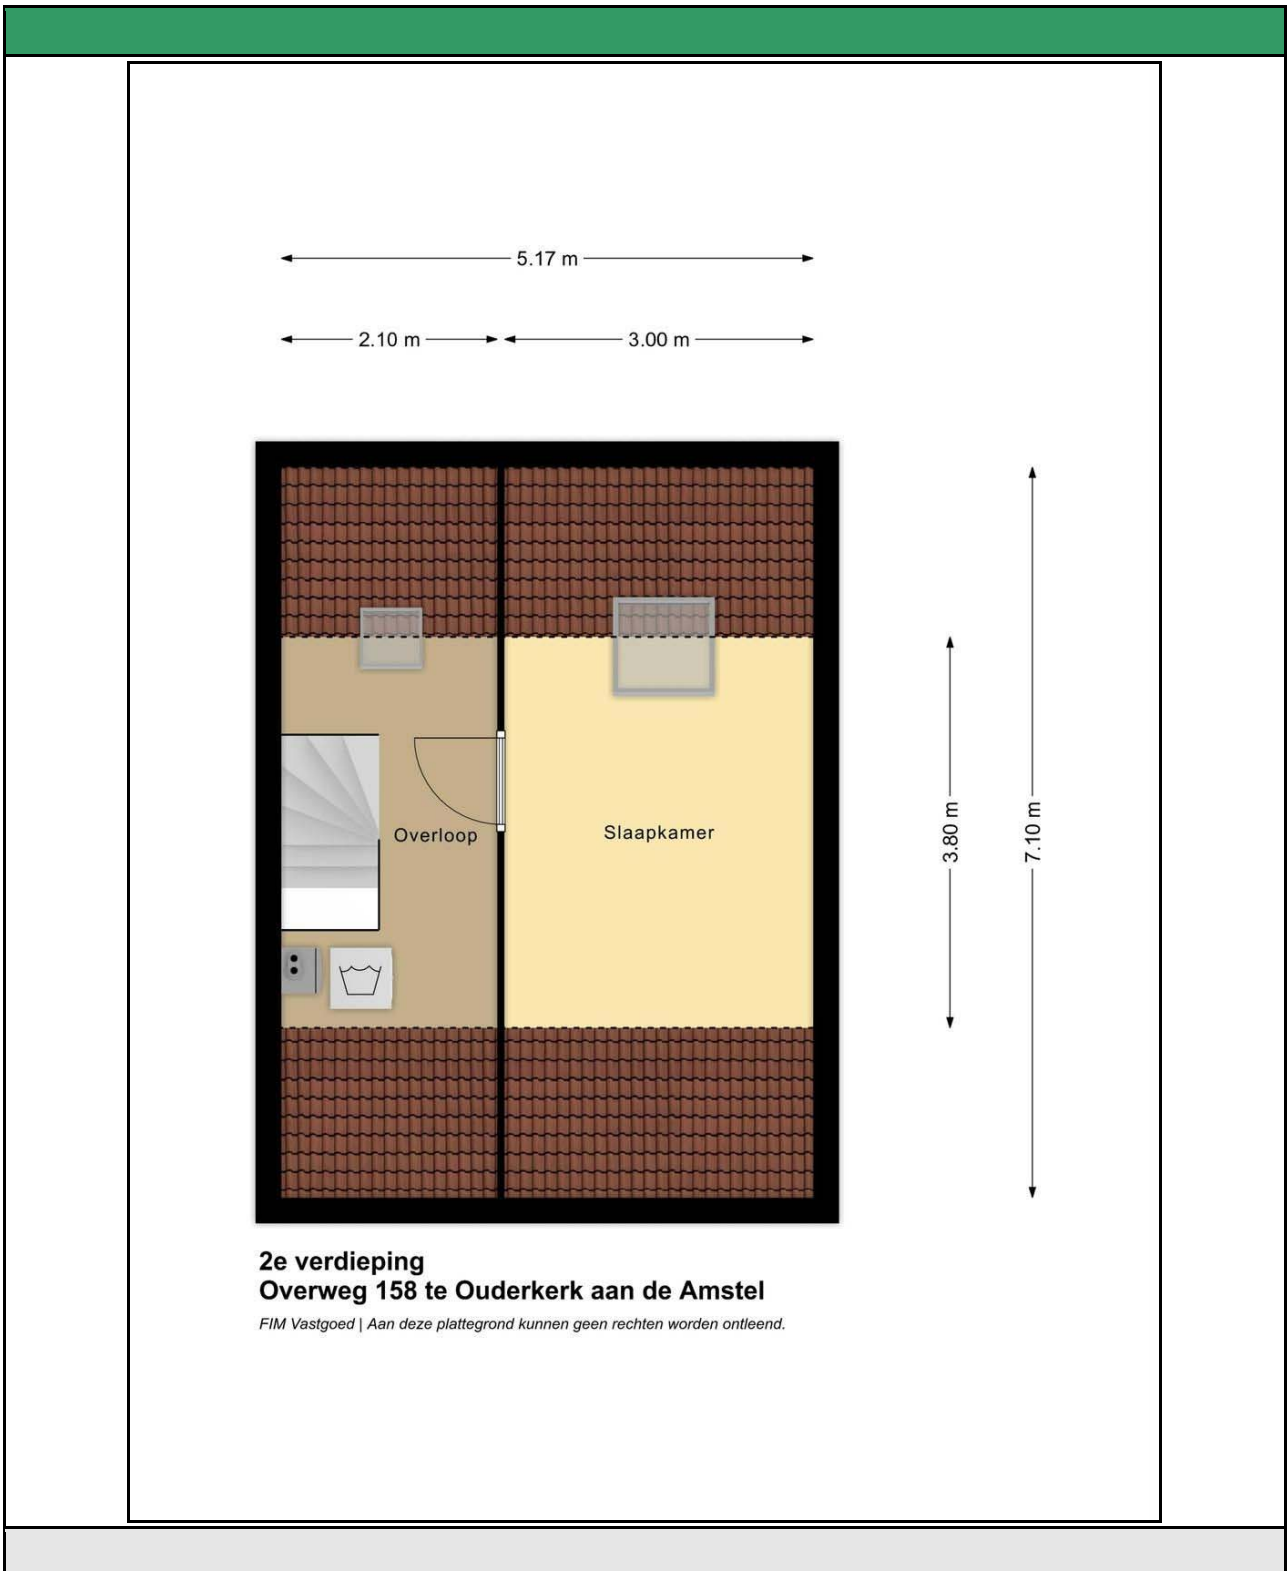 5.17 m
2.10 m
3.00 m
Overloop
Slaapkamer
3.80 m
7.10 m
2e verdieping
Overweg 158 te Ouderkerk aan de Amstel
FIM Vastgoed | Aan deze plattegrond kunnen geen rechten worden ontleend.